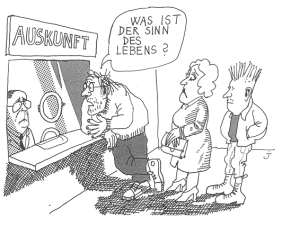 AUSKUNFT
WAS IST
DER SINN
DES
LEBENS?
J